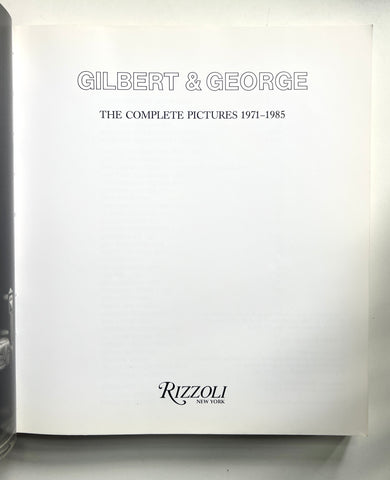 GILBERT & GEORGE
THE COMPLETE PICTURES 1971–1985
RIZZOLI
NEW YORK